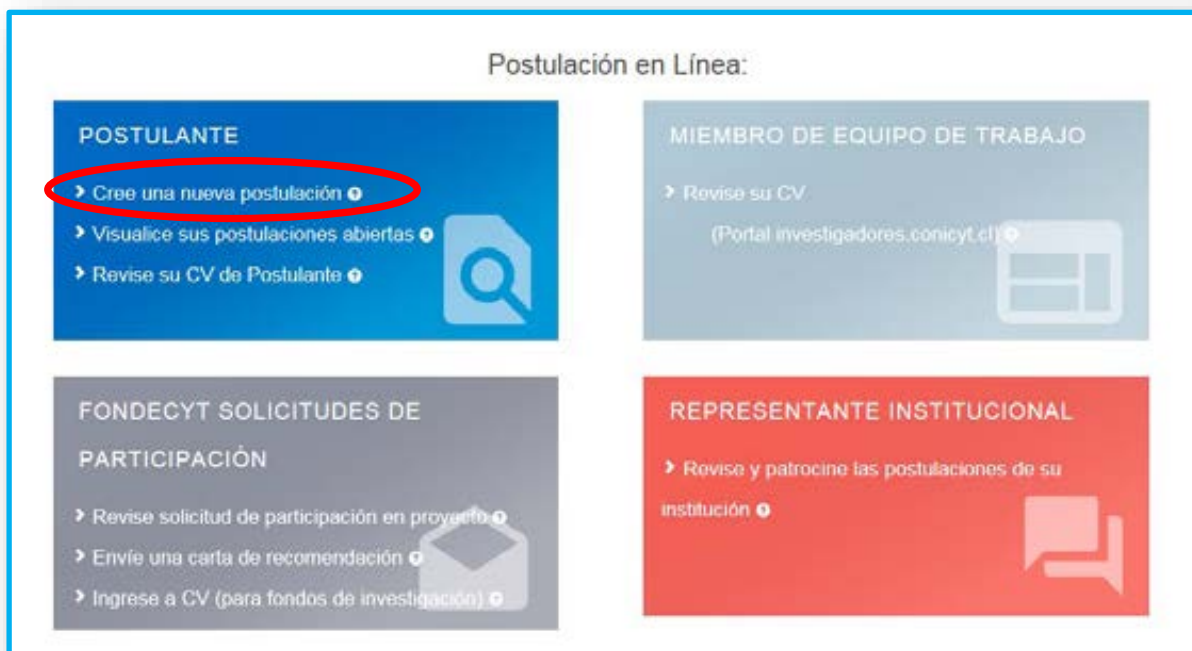 Postulación en Línea:
POSTULANTE
Cree una nueva postulación
Visualice sus postulaciones abiertas
Revise su CV de Postulante
MIEMBRO DE EQUIPO DE TRABAJO
Revise su CV
(Portal investigadores.conicyt.cl)
FONDECYT SOLICITUDES DE
PARTICIPACIÓN
Revise solicitud de participación en proyecto
Envíe una carta de recomendación
Ingrese a CV (para fondos de investigación)
REPRESENTANTE INSTITUCIONAL
Revise y patrocine las postulaciones de su
institución